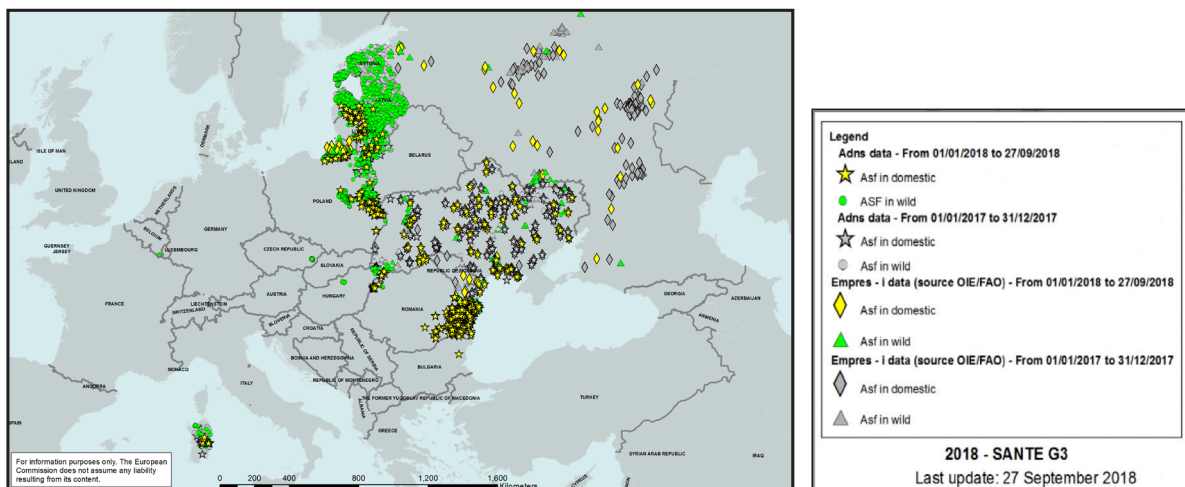 ESTONIA
LATVIA
DENMARK
ISLE OF MAN
BELARUS
UNITED KINGDOM
NETHERLANDS
POLAND
GERMANY
BELGIUM
GUERNSEY
JERSEY
LUXEMBOURG
CZECH REPUBLIC
SLOVAKIA
REPUBLIC OF MOLDOVA
AUSTRIA
HUNGARY
FRANCE
LIECHTENSTEIN
SWITZERLAND
GEORGIA
AZERBAIJAN
ROMANIA
SLOVENIA
CROATIA
ARMENIA
BOSNIA AND HERZEGOVINA
REPUBLIC OF SERBIA
MONACO
BULGARIA
ANDORRA
ITALY
REPUBLIC OF MONTENEGRO
THE FORMER YUGOSLAV REPUBLIC OF MACEDONIA
ALBANIA
TURKEY
SPAIN
GREECE
SYRIAN ARAB REPUBLIC
IRAQ
CYPRUS
For information purposes only. The European
Commission does not assume any liability
resulting from its content.
0 200 400 800 1,200 1,600
Kilometers
Legend
Adns data - From 01/01/2018 to 27/09/2018
Asf in domestic
ASF in wild
Adns data - From 01/01/2017 to 31/12/2017
Asf in domestic
Asf in wild
Empres - i data (source OIE/FAO) - From 01/01/2018 to 27/09/2018
Asf in domestic
Asf in wild
Empres - i data (source OIE/FAO) - From 01/01/2017 to 31/12/2017
Asf in domestic
Asf in wild
2018 - SANTE G3
Last update: 27 September 2018